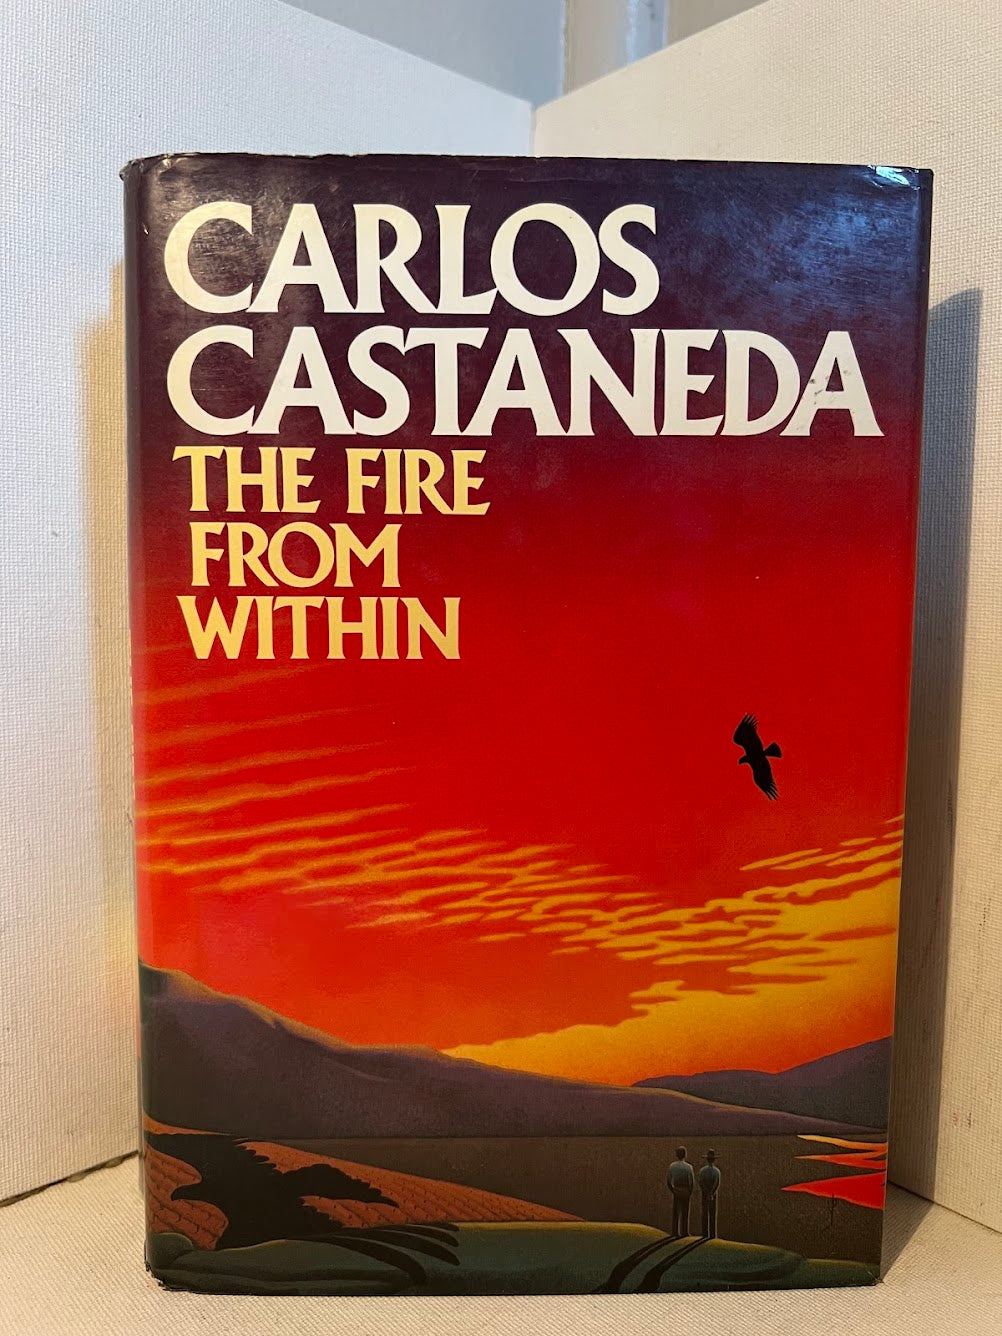 CARLOS
CASTANEDA
THE FIRE
FROM
WITHIN